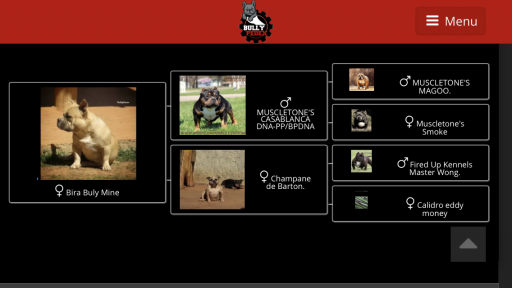 BULLY
PEDEX
Menu
♀ Bira Buly Mine
♂
MUSCLETONE'S
CASABLANCA
DNA-PP/BPDNA
♀ Champane
de Barton.
♂ MUSCLETONE'S
MAGOO.
♀ Muscletone's
Smoke
♂ Fired Up Kennels
Master Wong.
♀ Calidro eddy
money